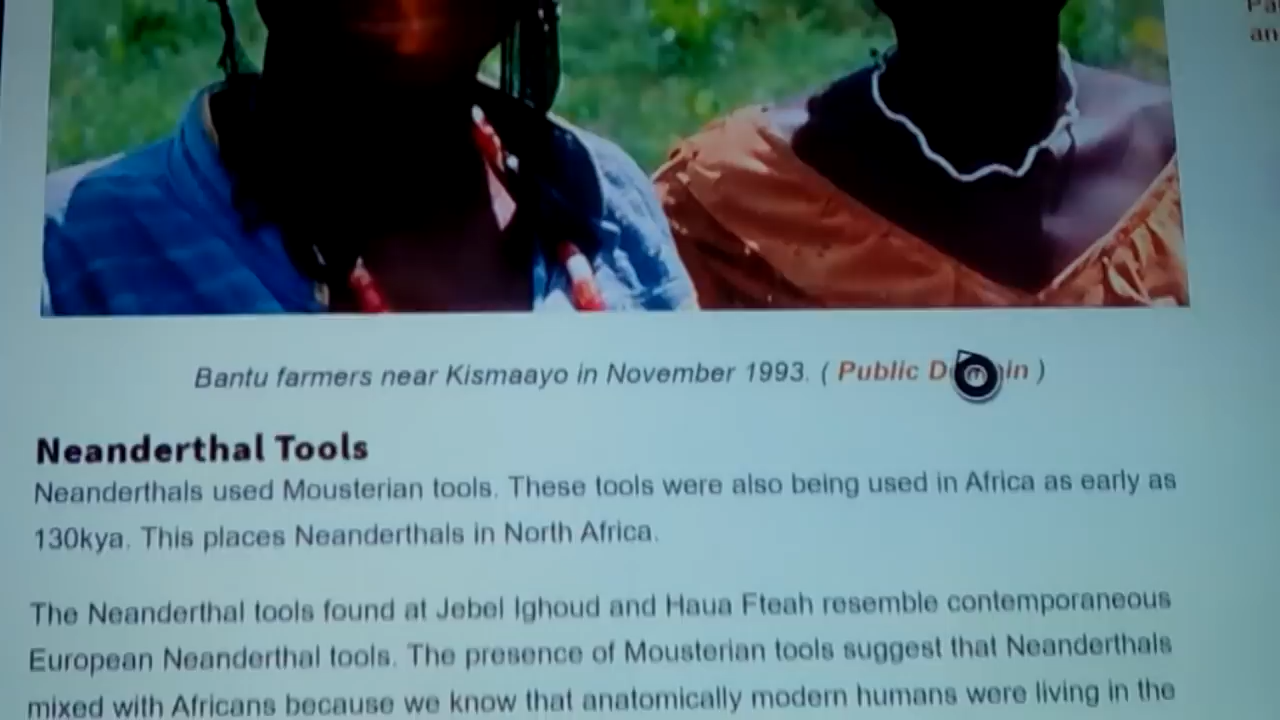 Pa
an
Bantu farmers near Kismaayo in November 1993. ( Public Domain )
Neanderthal Tools
Neanderthals used Mousterian tools. These tools were also being used in Africa as early as
130kya. This places Neanderthals in North Africa.
The Neanderthal tools found at Jebel Ighoud and Haua Fteah resemble contemporaneous
European Neanderthal tools. The presence of Mousterian tools suggest that Neanderthals
mixed with Africans because we know that anatomically modern humans were living in the